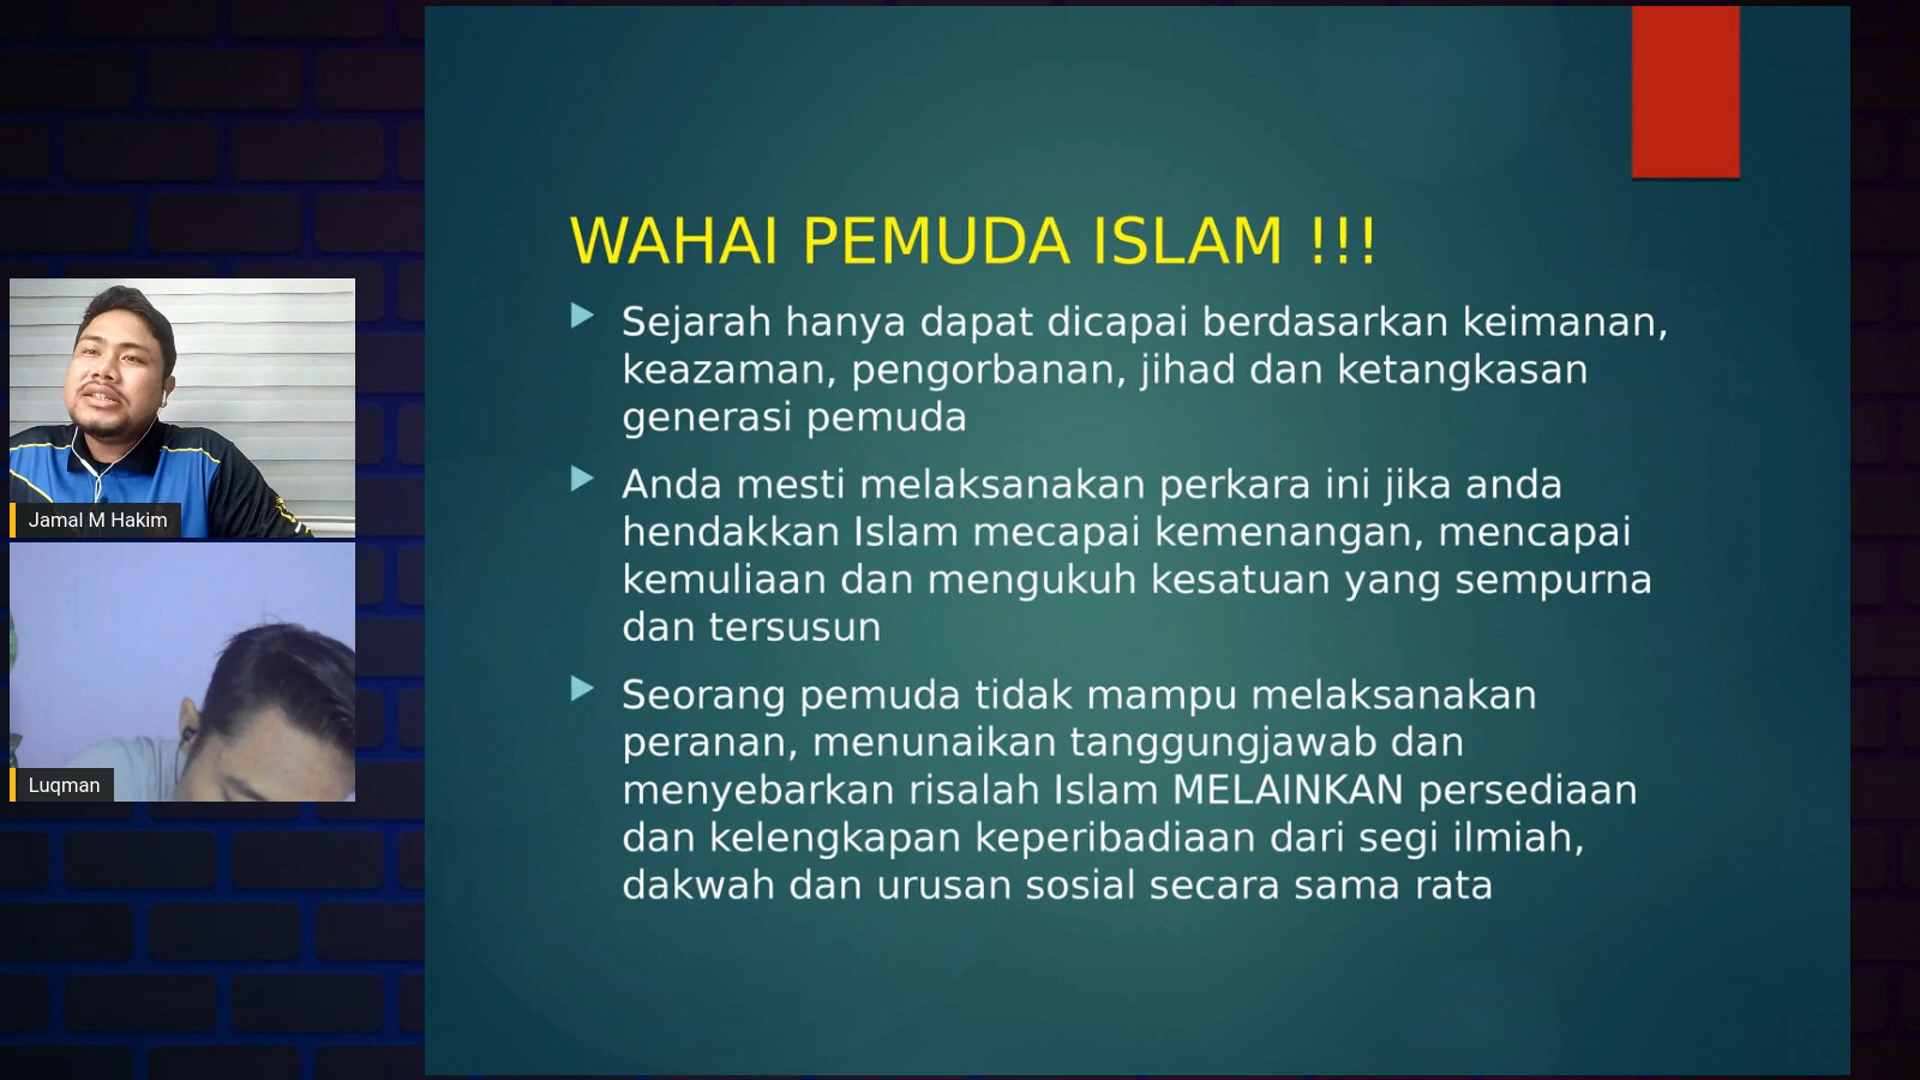 WAHAI PEMUDA ISLAM !!!
Sejarah hanya dapat dicapai berdasarkan keimanan,
keazaman, pengorbanan, jihad dan ketangkasan
generasi pemuda
Anda mesti melaksanakan perkara ini jika anda
hendakkan Islam mecapai kemenangan, mencapai
kemuliaan dan mengukuh kesatuan yang sempurna
dan tersusun
Seorang pemuda tidak mampu melaksanakan
peranan, menunaikan tanggungjawab dan
menyebarkan risalah Islam MELAINKAN persediaan
dan kelengkapan keperibadiaan dari segi ilmiah,
dakwah dan urusan sosial secara sama rata
Jamal M Hakim
Luqman